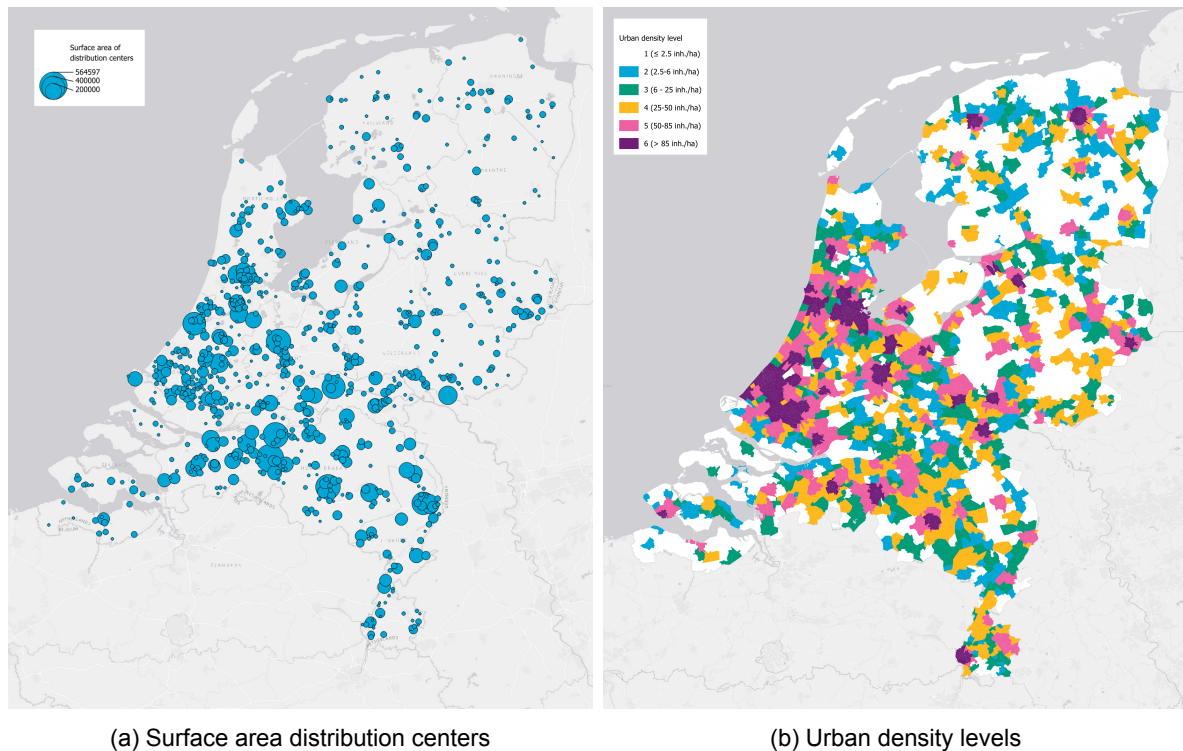 Surface area of
distribution centers
564597
400000
200000
Urban density level
1 (≤ 2.5 inh./ha)
2 (2.5-6 inh./ha)
3 (6 - 25 inh./ha)
4 (25-50 inh./ha)
5 (50-85 inh./ha)
6 (> 85 inh./ha)
(a) Surface area distribution centers
(b) Urban density levels